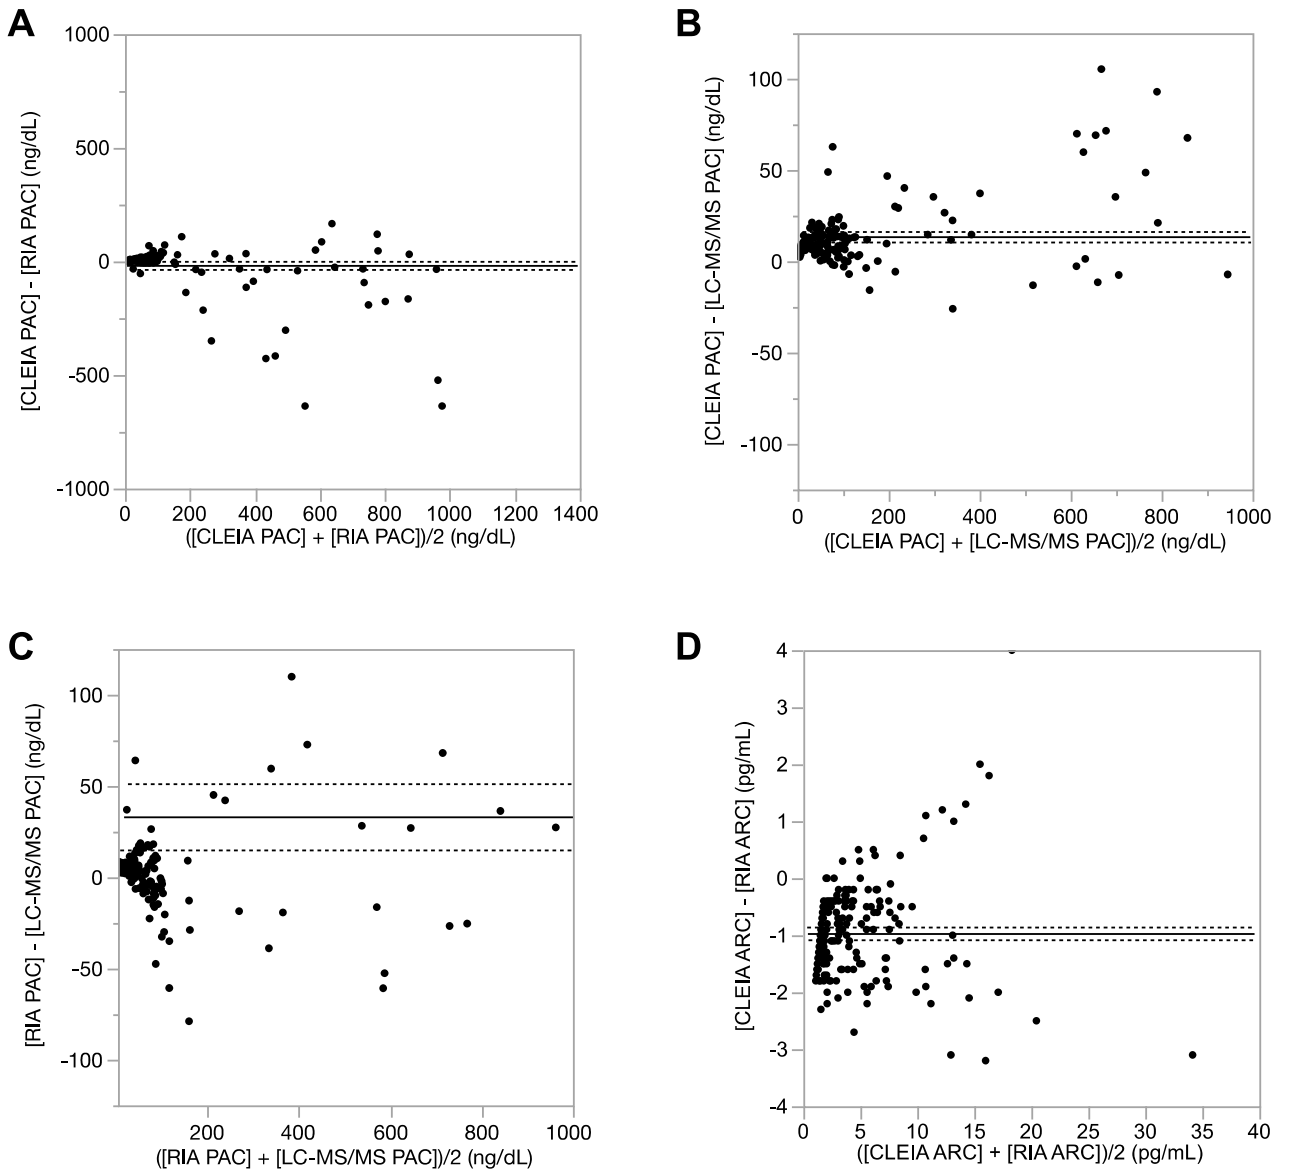 A
1000
500
0
-500
-1000
[CLEIA PAC] - [RIA PAC] (ng/dL)
0 200 400 600 800 1000 1200 1400
([CLEIA PAC] + [RIA PAC])/2 (ng/dL)
B
100
50
0
-50
-100
[CLEIA PAC] - [LC-MS/MS PAC] (ng/dL)
0 200 400 600 800 1000
([CLEIA PAC] + [LC-MS/MS PAC])/2 (ng/dL)
C
100
50
0
-50
-100
[RIA PAC] - [LC-MS/MS PAC] (ng/dL)
200 400 600 800 1000
([RIA PAC] + [LC-MS/MS PAC])/2 (ng/dL)
D
4
3
2
1
0
-1
-2
-3
-4
[CLEIA ARC] - [RIA ARC] (pg/mL)
0 5 10 15 20 25 30 35 40
([CLEIA ARC] + [RIA ARC])/2 (pg/mL)